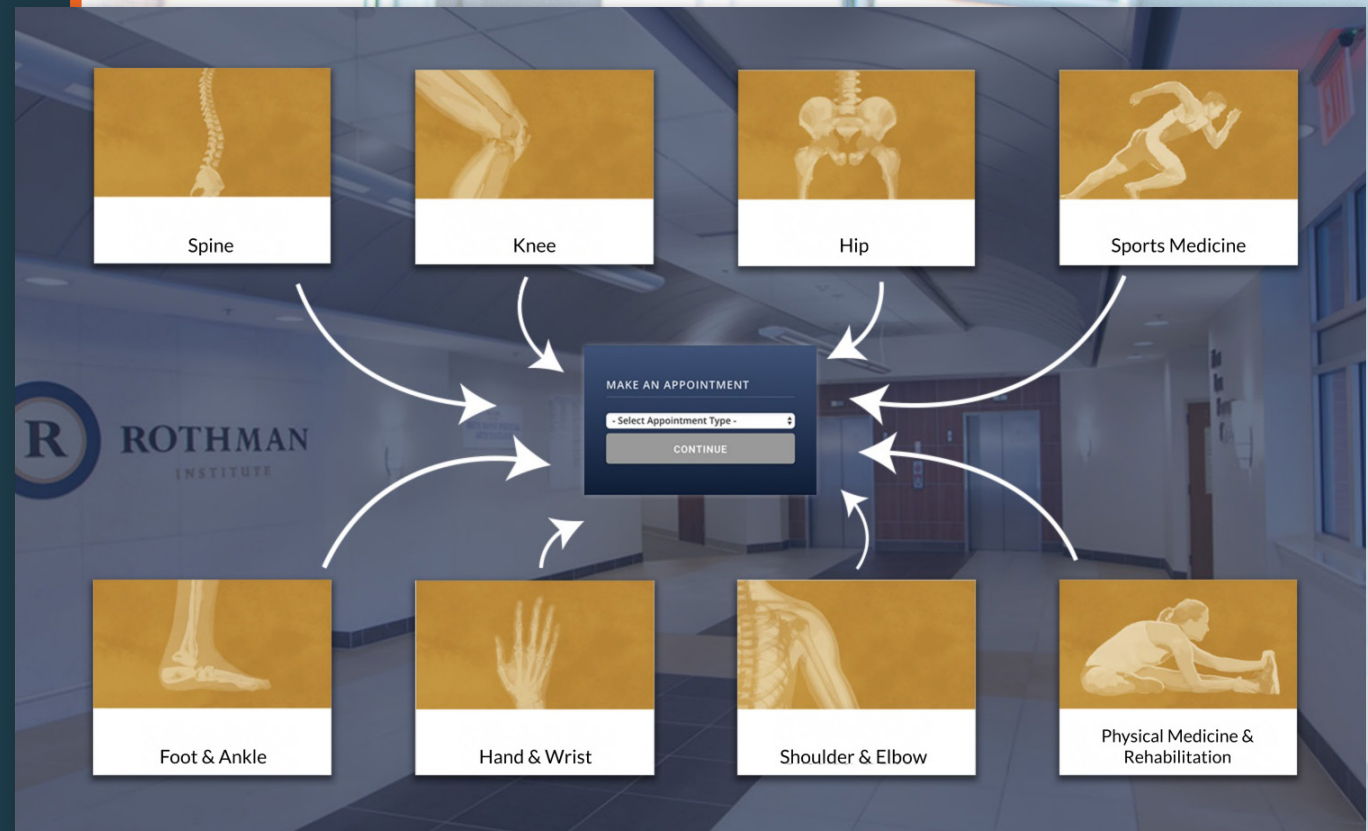 Spine
Knee
Hip
Sports Medicine
EXIT
R
ROTHMAN
INSTITUTE
MAKE AN APPOINTMENT
- Select Appointment Type -
CONTINUE
Foot & Ankle
Hand & Wrist
Shoulder & Elbow
Physical Medicine &
Rehabilitation